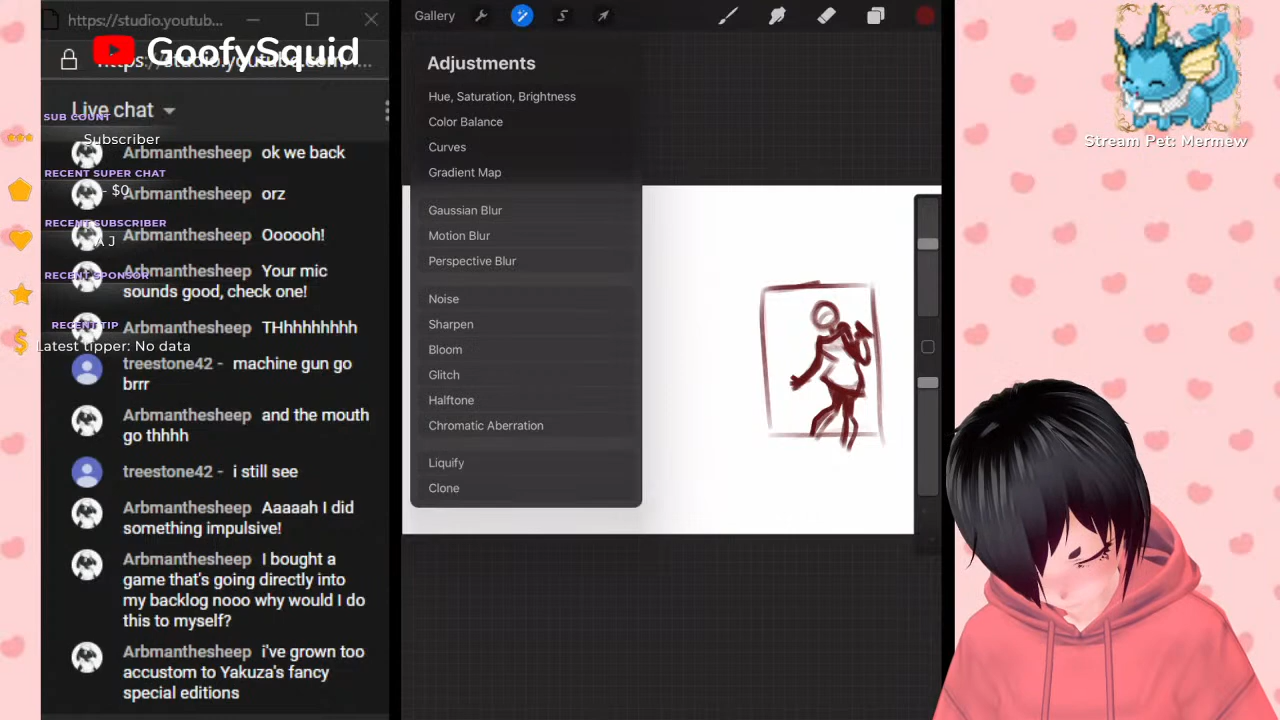 https://studio.youtub...
GoofySquid
https://studio.youtube.com/...
Live chat
SUB COUNT
Subscriber
Arbmanthesheep ok we back
RECENT SUPER CHAT
- $0
Arbmanthesheep orz
RECENT SUBSCRIBER
A J
Arbmanthesheep Oooooh!
RECENT SPONSOR
Arbmanthesheep Your mic
sounds good, check one!
RECENT TIP
Arbmanthesheep THhhhhhhhh
Latest tipper: No data
treestone42 - machine gun go
brrr
Arbmanthesheep and the mouth
go thhhh
treestone42 - i still see
Arbmanthesheep Aaaaah I did
something impulsive!
Arbmanthesheep I bought a
game that's going directly into
my backlog nooo why would I do
this to myself?
Arbmanthesheep i've grown too
accustom to Yakuza's fancy
special editions
Gallery
Adjustments
Hue, Saturation, Brightness
Color Balance
Curves
Gradient Map
Gaussian Blur
Motion Blur
Perspective Blur
Noise
Sharpen
Bloom
Glitch
Halftone
Chromatic Aberration
Liquify
Clone
Stream Pet: Mermew